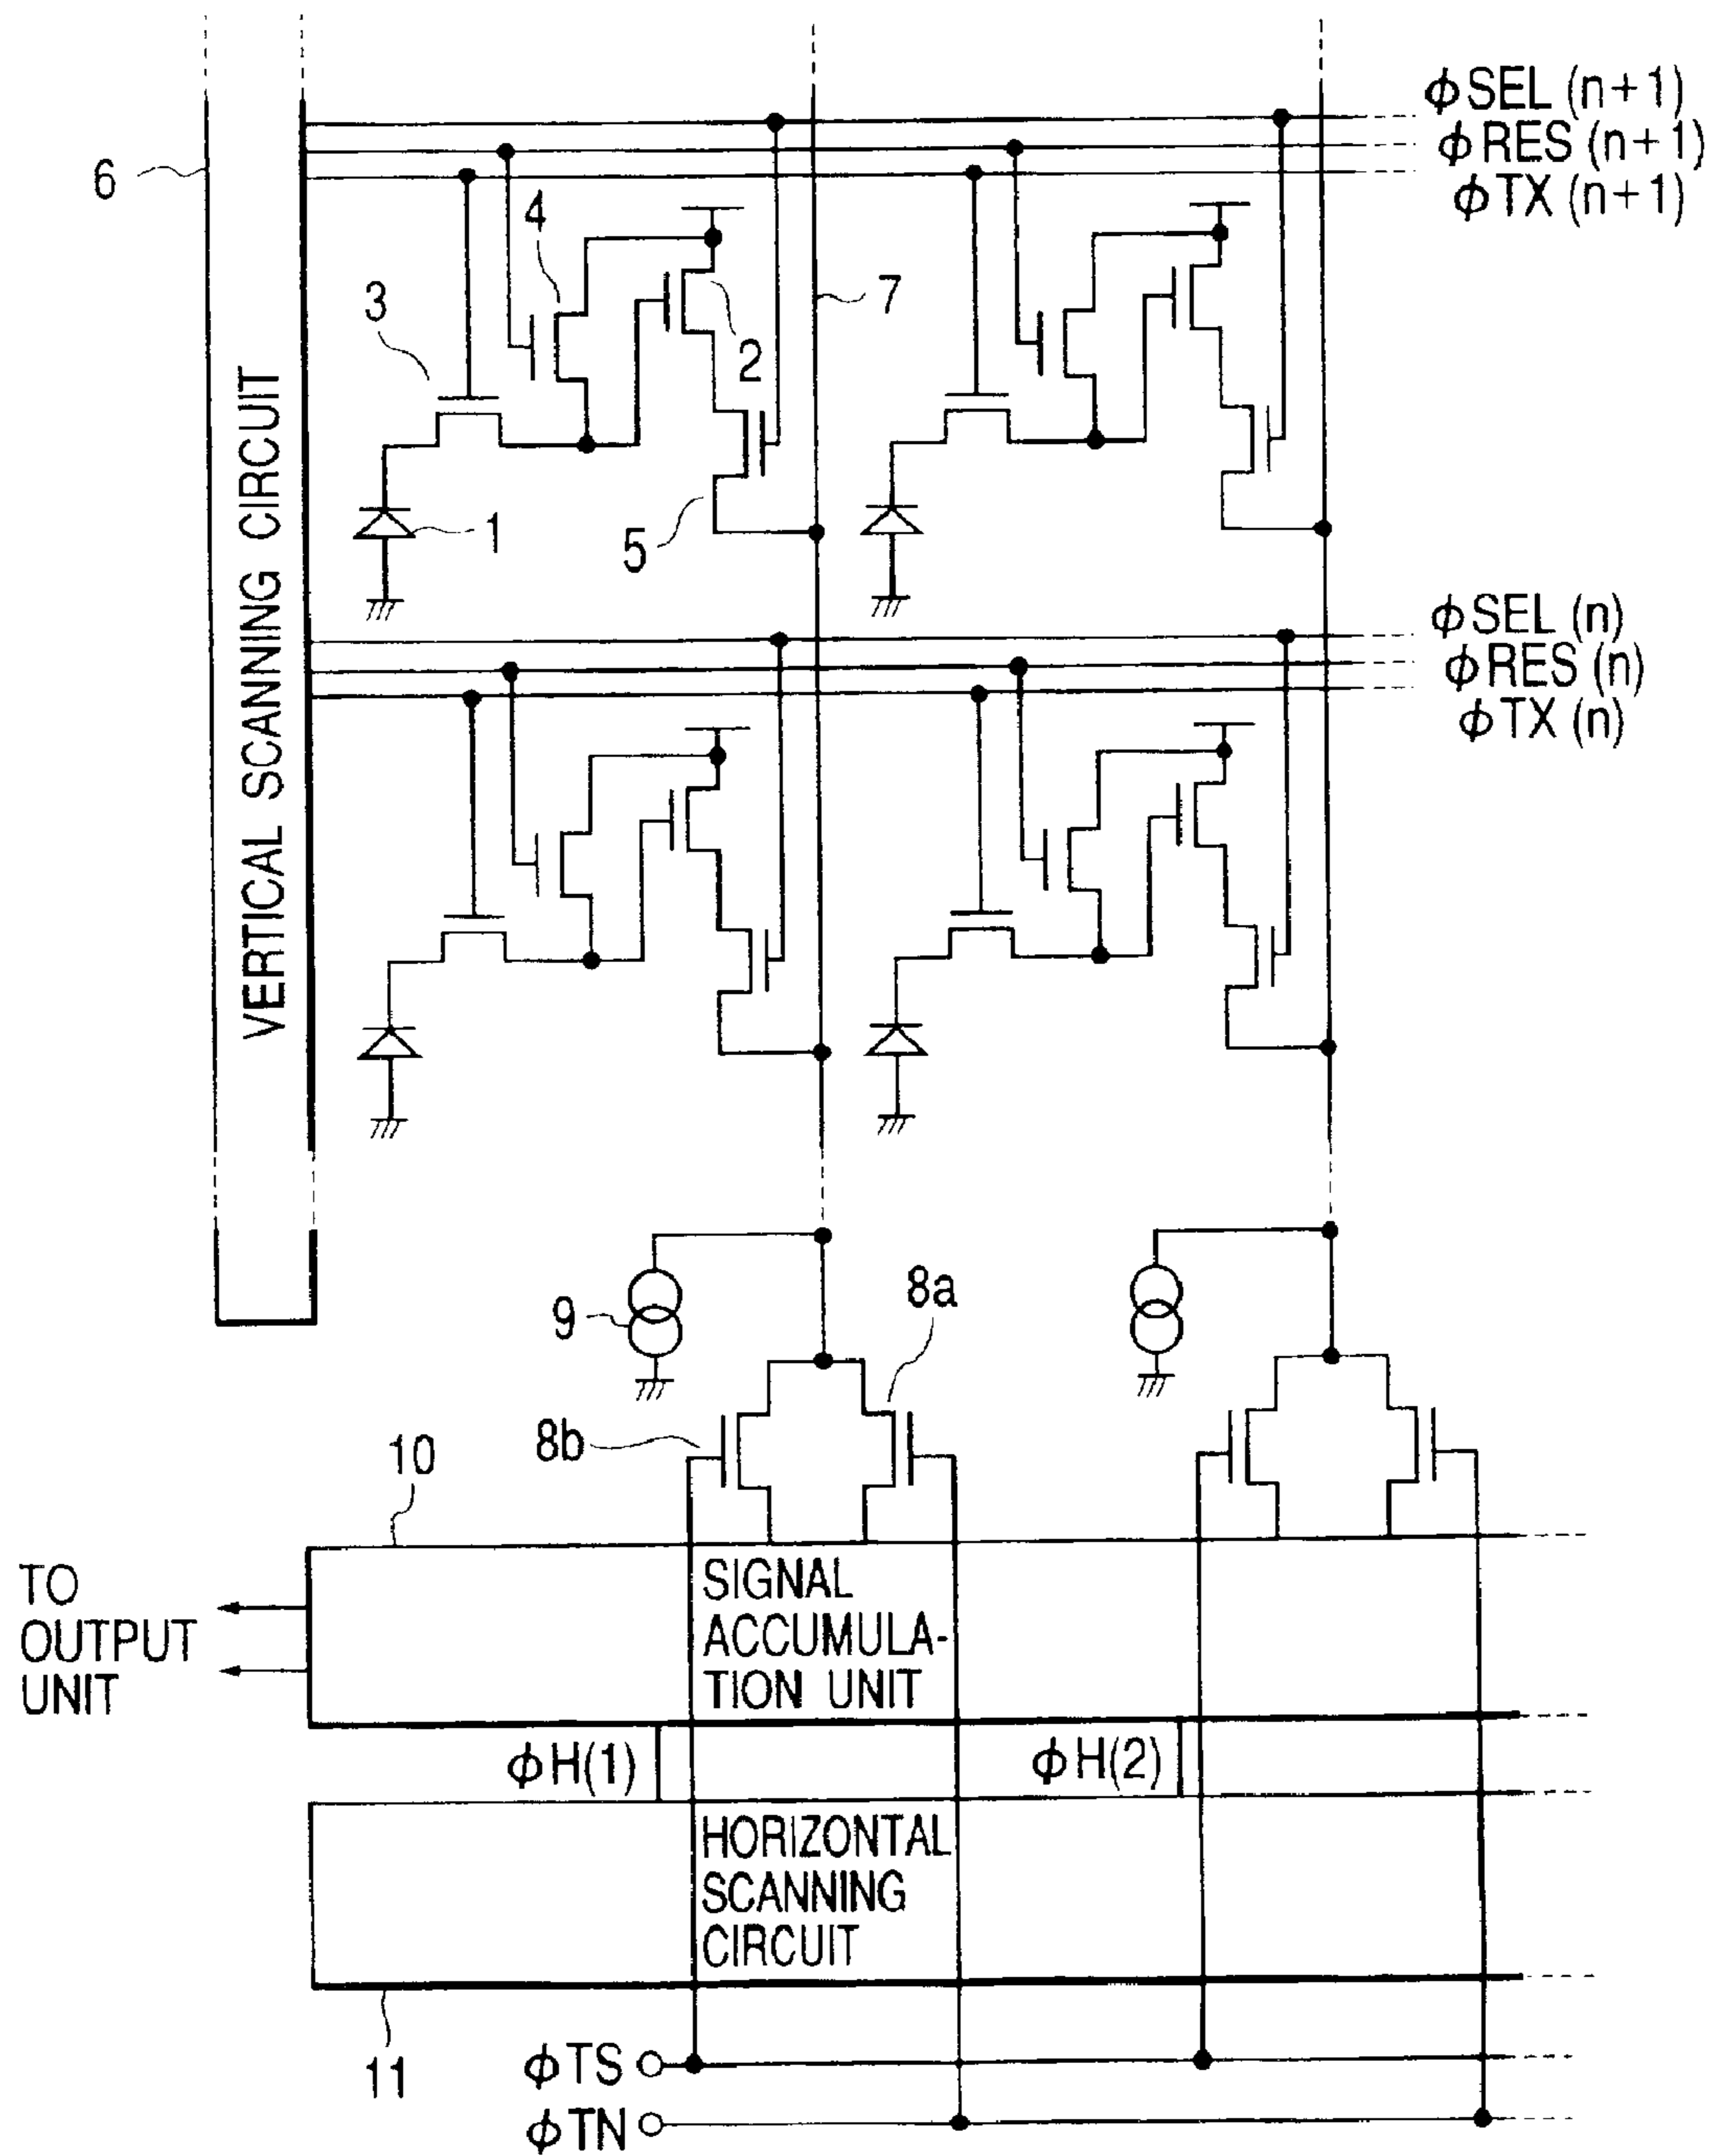 ϕSEL (n+1)
ϕRES (n+1)
ϕTX (n+1)
6
4
3
7
2
1
5
VERTICAL SCANNING CIRCUIT
ϕSEL (n)
ϕRES (n)
ϕTX (n)
9
8a
8b
10
TO
OUTPUT
UNIT
SIGNAL
ACCUMULA-
TION UNIT
ϕH(1)
ϕH(2)
HORIZONTAL
SCANNING
CIRCUIT
11
ϕTS
ϕTN